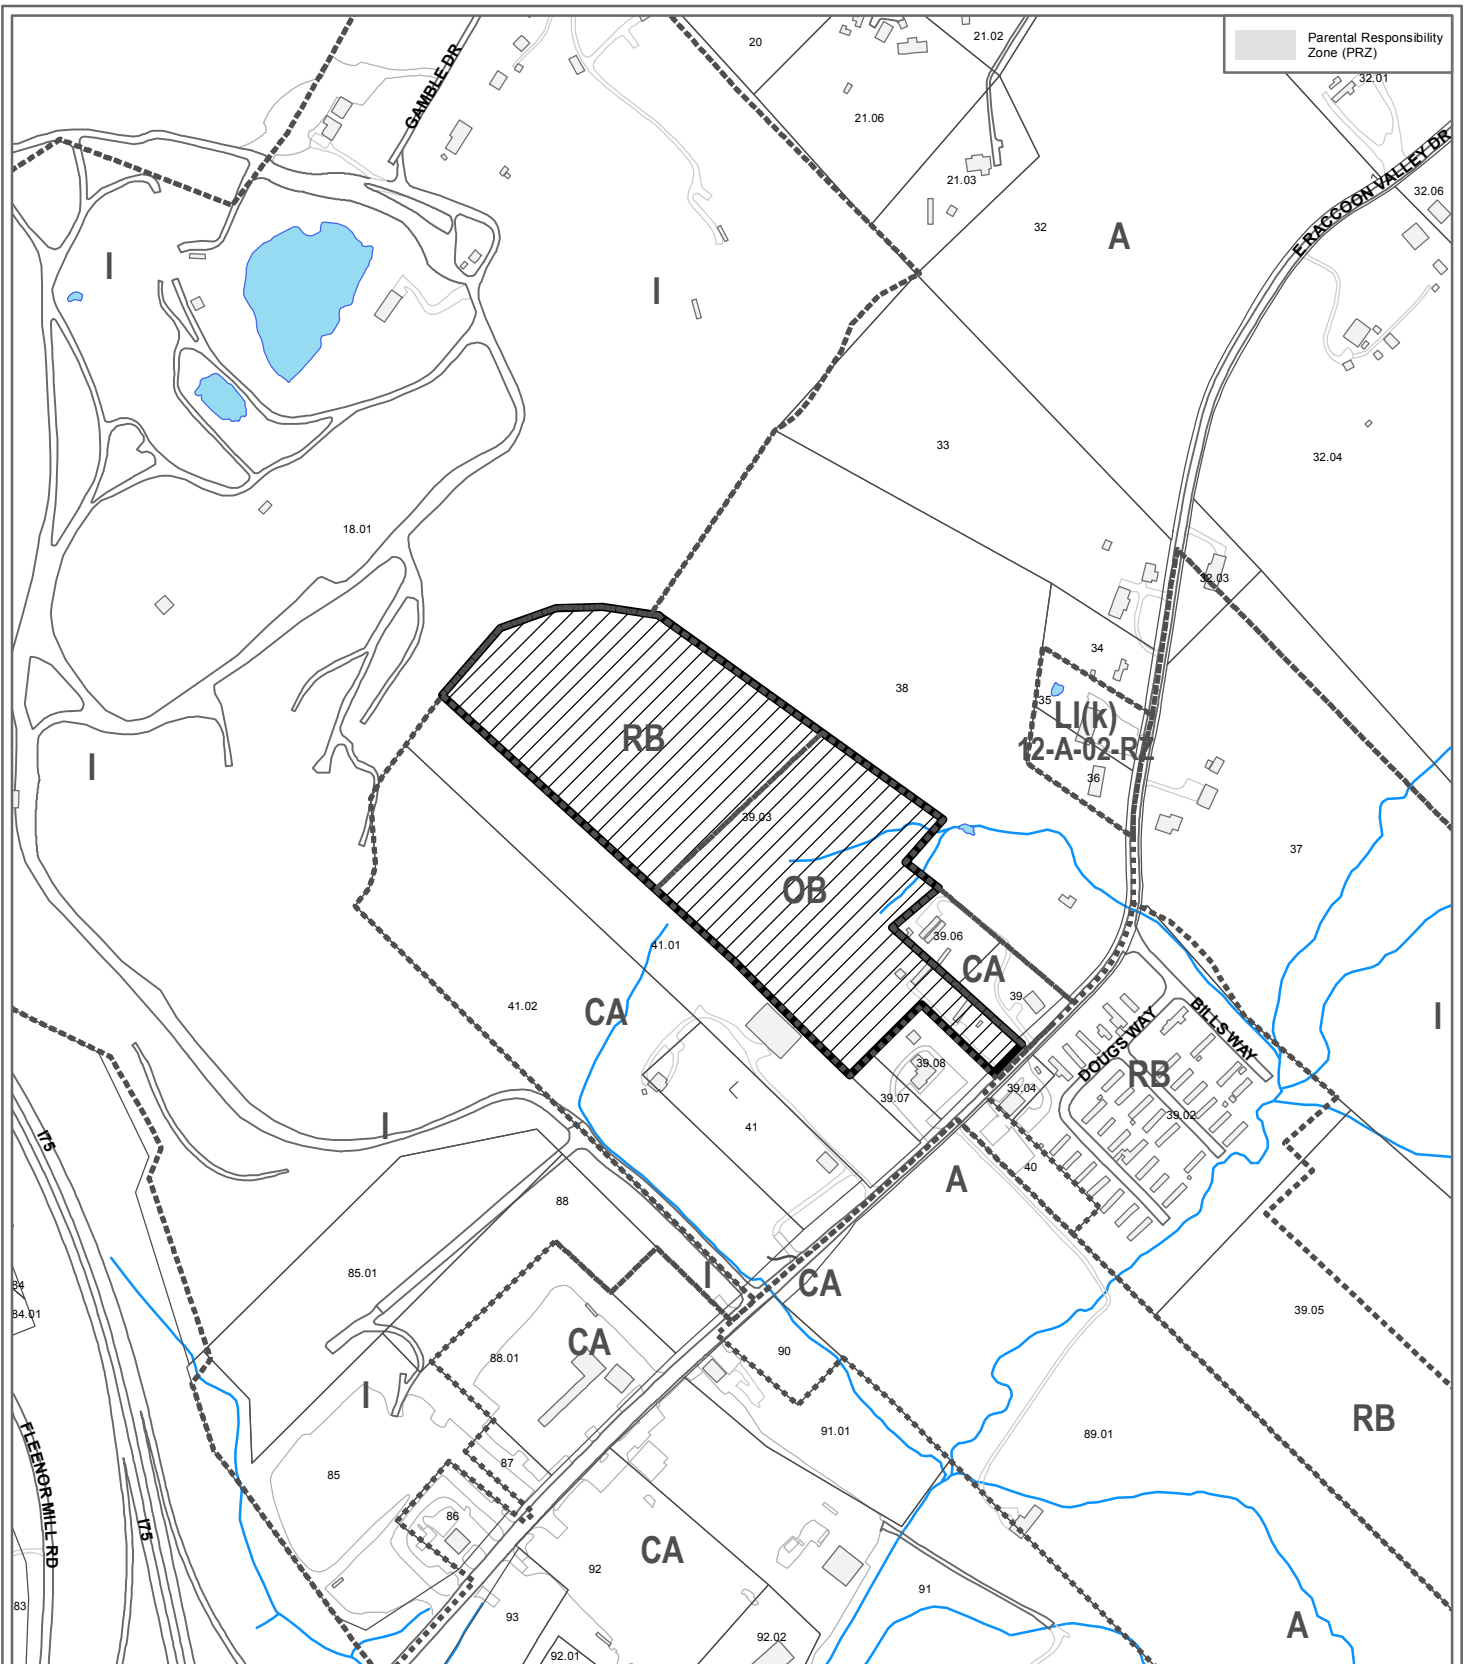 Parental Responsibility
Zone (PRZ)
20
21.02
32.01
GAMBLE DR
21.06
E RACCOON VALLEY DR
21.03
32.06
32
A
I
I
33
32.04
18.01
32.03
34
38
35
LI(k)
12-A-02-RZ
RB
36
I
39.03
37
OB
39.06
41.01
CA
39
41.02
CA
BILLS WAY
I
DOUGS WAY
39.08
RB
39.04
39.07
39.02
41
I
I75
40
A
88
85.01
I
CA
84
84.01
39.05
CA
90
88.01
I
RB
91.01
89.01
FLEENOR MILL RD
87
85
86
I75
CA
92
91
83
93
A
92.02
92.01